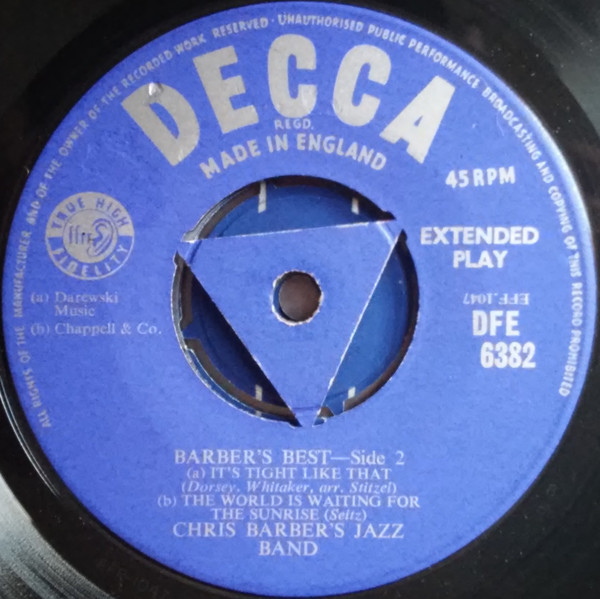 ALL RIGHTS OF THE MANUFACTURER AND OF THE OWNER OF THE RECORDED WORK RESERVED · UNAUTHORISED PUBLIC PERFORMANCE, BROADCASTING AND COPYING OF THIS RECORD PROHIBITED
DECCA
REGD.
MADE IN ENGLAND
45 RPM
TRUE HIGH
FIDELITY
EXTENDED
PLAY
EFF.1047
DFE
6382
(a) Darewski
Music
(b) Chappell & Co.
BARBER'S BEST—Side 2
(a) IT'S TIGHT LIKE THAT
(Dorsey, Whitaker, arr. Stitzel)
(b) THE WORLD IS WAITING FOR
THE SUNRISE (Seitz)
CHRIS BARBER'S JAZZ
BAND